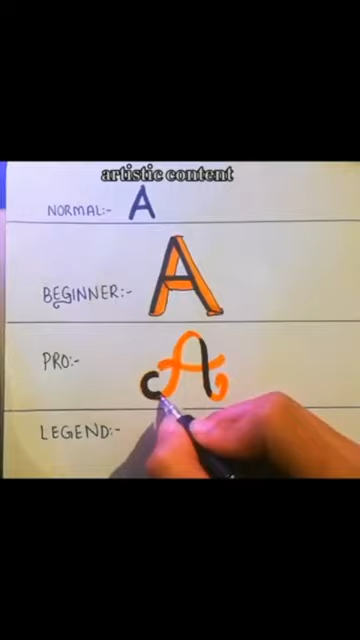 artistic content
NORMAL:- A
BEGINNER:- A
PRO:- A
LEGEND:-